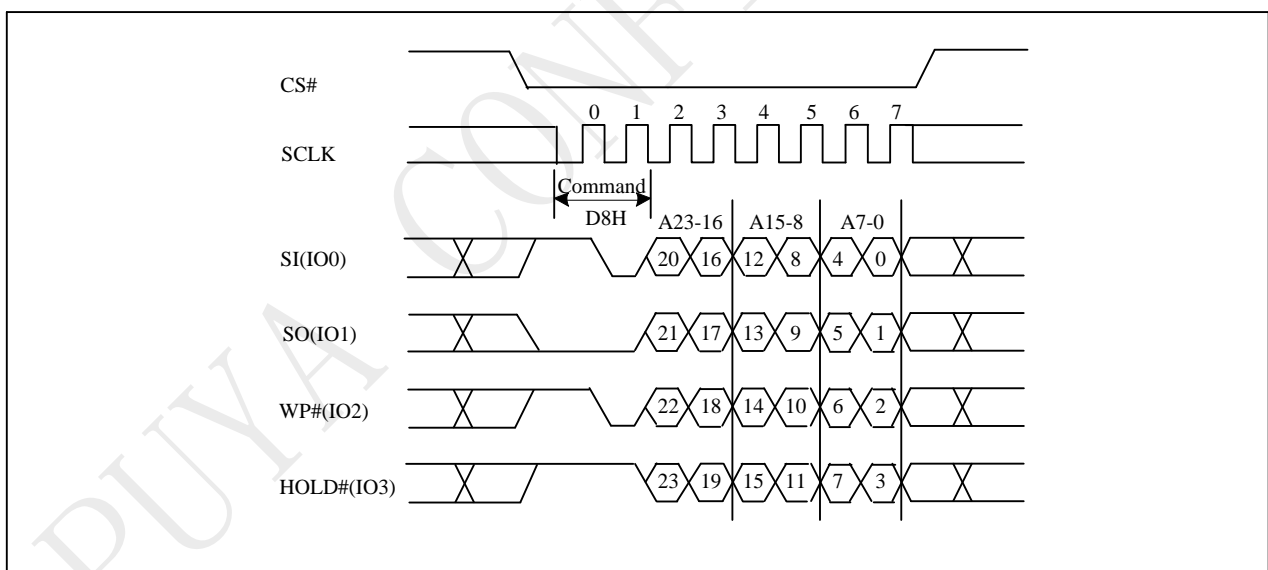 PUYA CONF
CS#
0 1 2 3 4 5 6 7
SCLK
Command
D8H
A23-16 A15-8 A7-0
SI(IO0) 20 16 12 8 4 0
SO(IO1) 21 17 13 9 5 1
WP#(IO2) 22 18 14 10 6 2
HOLD#(IO3) 23 19 15 11 7 3